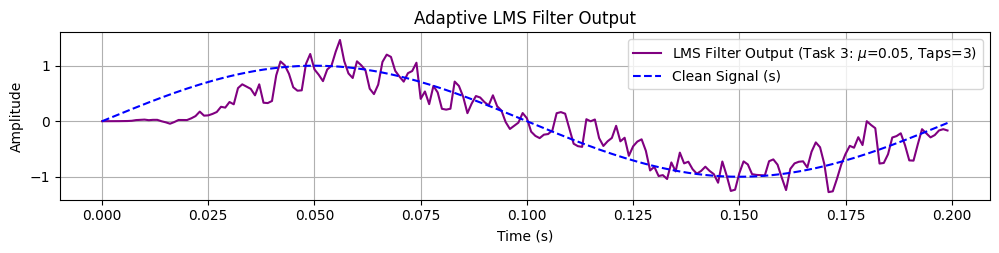 Adaptive LMS Filter Output
LMS Filter Output (Task 3: μ=0.05, Taps=3)
Clean Signal (s)
Amplitude
1
0
−1
0.000 0.025 0.050 0.075 0.100 0.125 0.150 0.175 0.200
Time (s)